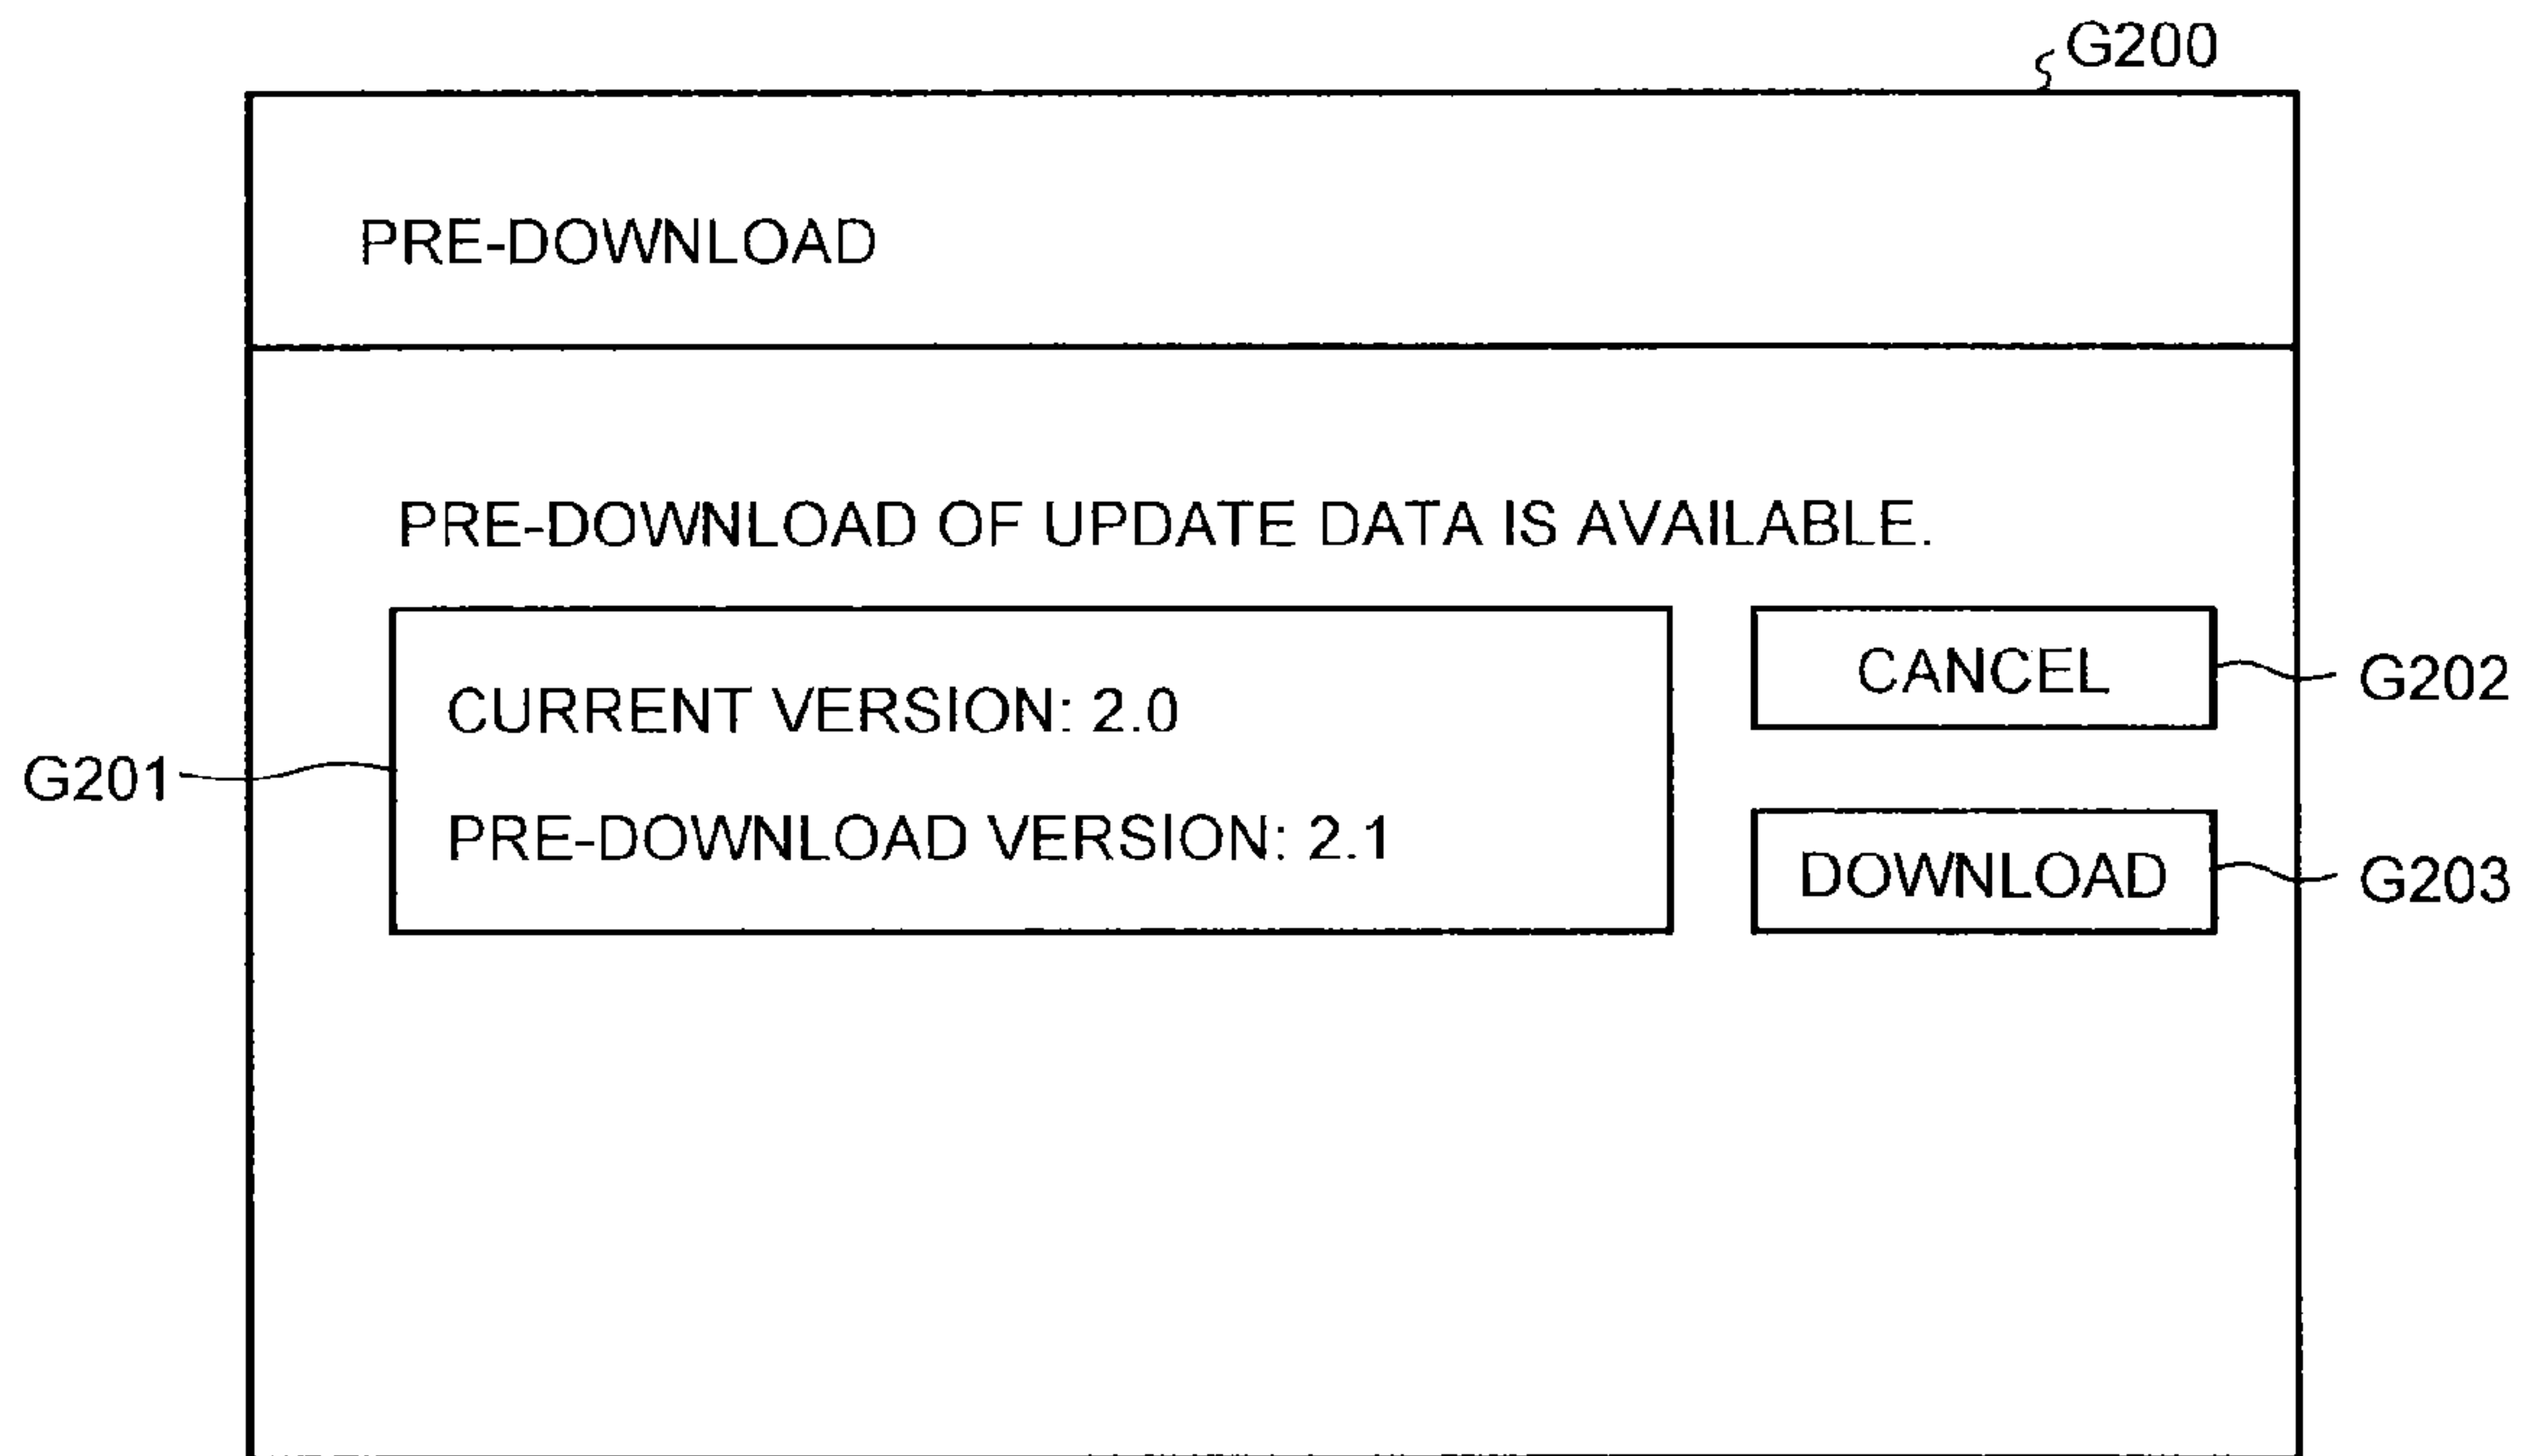 G200
PRE-DOWNLOAD
PRE-DOWNLOAD OF UPDATE DATA IS AVAILABLE.
CURRENT VERSION: 2.0
PRE-DOWNLOAD VERSION: 2.1
G201
CANCEL
G202
DOWNLOAD
G203